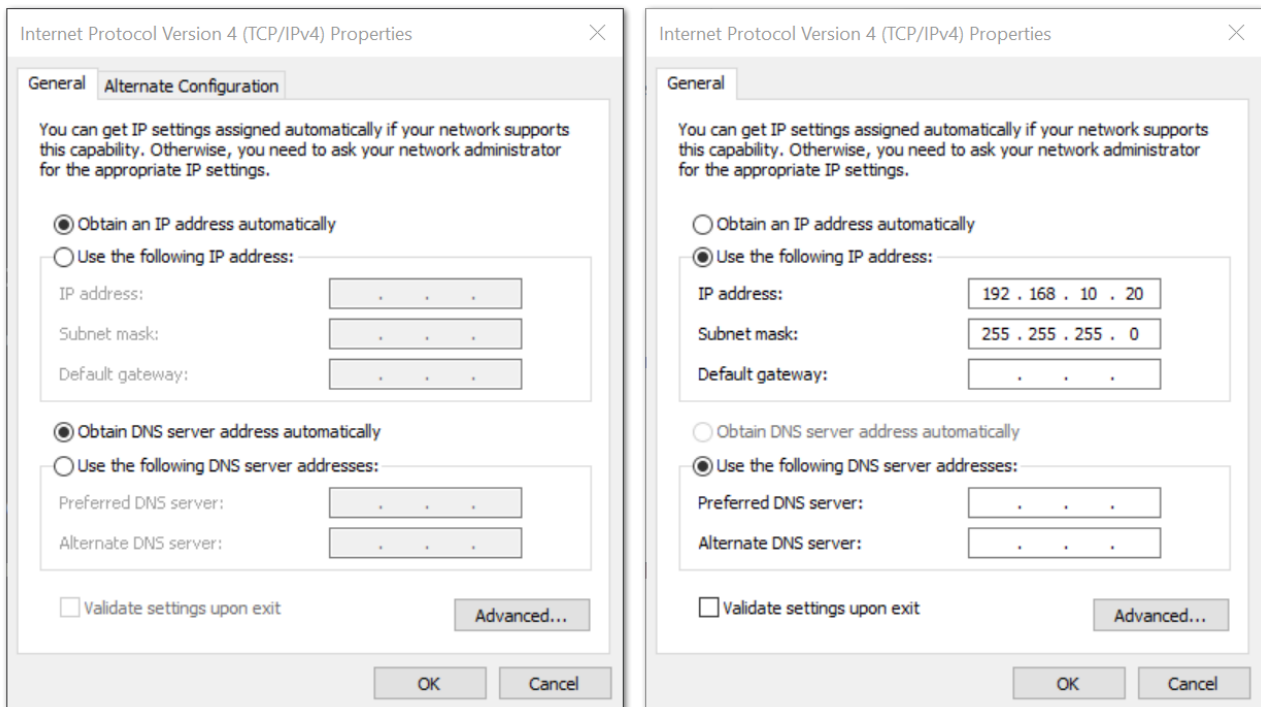 Internet Protocol Version 4 (TCP/IPv4) Properties
General
Alternate Configuration
You can get IP settings assigned automatically if your network supports
this capability. Otherwise, you need to ask your network administrator
for the appropriate IP settings.
Obtain an IP address automatically
Use the following IP address:
IP address:
. . .
Subnet mask:
. . .
Default gateway:
. . .
Obtain DNS server address automatically
Use the following DNS server addresses:
Preferred DNS server:
. . .
Alternate DNS server:
. . .
Validate settings upon exit
Advanced...
OK
Cancel
Internet Protocol Version 4 (TCP/IPv4) Properties
General
You can get IP settings assigned automatically if your network supports
this capability. Otherwise, you need to ask your network administrator
for the appropriate IP settings.
Obtain an IP address automatically
Use the following IP address:
IP address:
192 . 168 . 10 . 20
Subnet mask:
255 . 255 . 255 . 0
Default gateway:
. . .
Obtain DNS server address automatically
Use the following DNS server addresses:
Preferred DNS server:
. . .
Alternate DNS server:
. . .
Validate settings upon exit
Advanced...
OK
Cancel